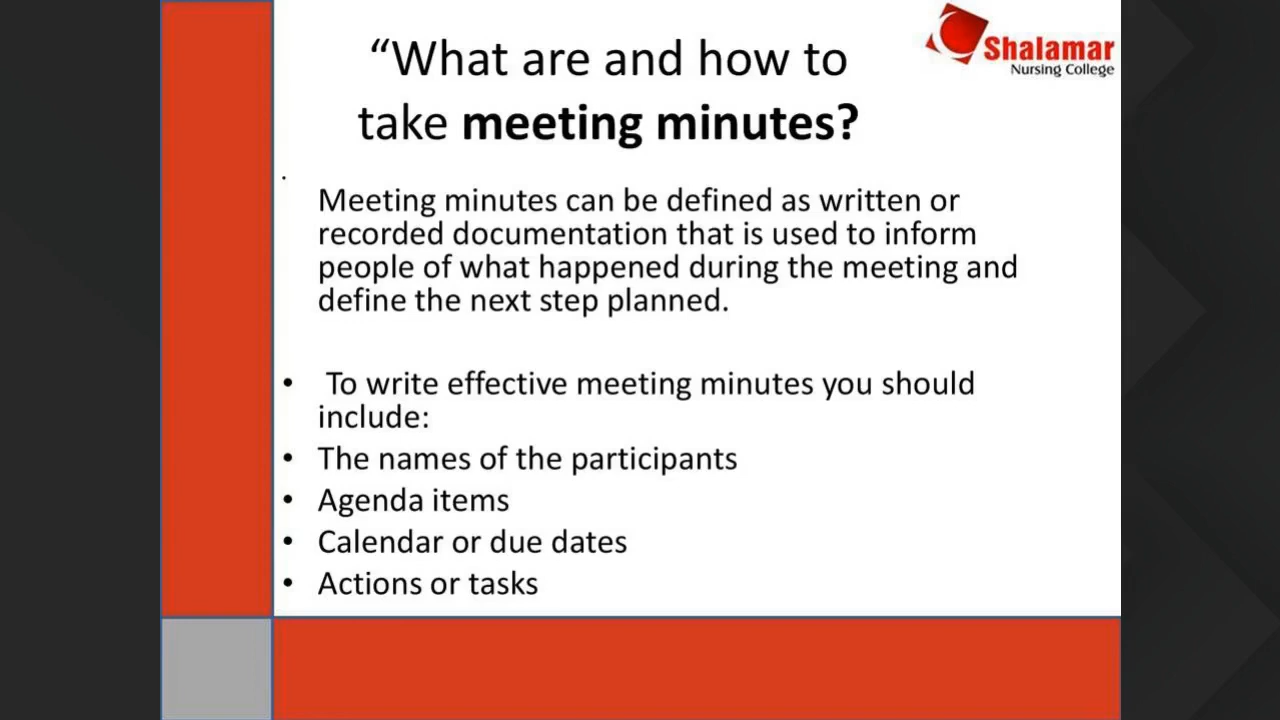 “What are and how to
take meeting minutes?
Shalamar
Nursing College
.
Meeting minutes can be defined as written or
recorded documentation that is used to inform
people of what happened during the meeting and
define the next step planned.
• To write effective meeting minutes you should
include:
• The names of the participants
• Agenda items
• Calendar or due dates
• Actions or tasks